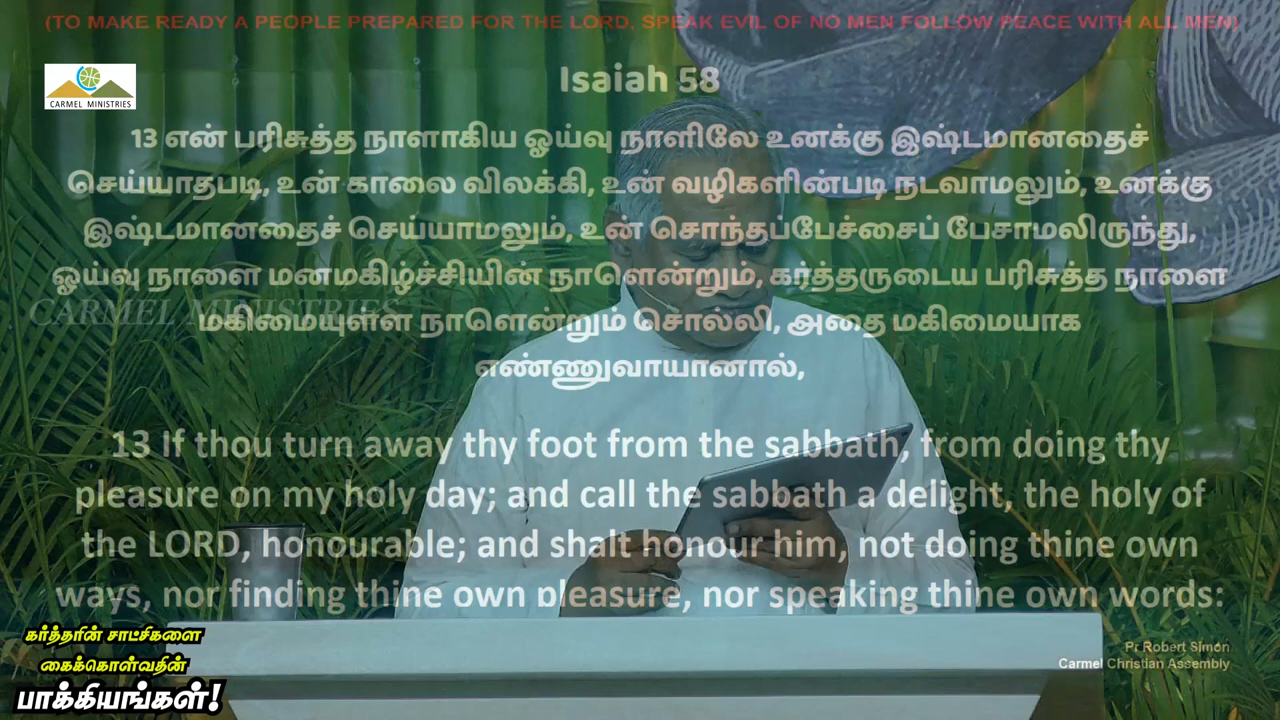 (TO MAKE READY A PEOPLE PREPARED FOR THE LORD, SPEAK EVIL OF NO MEN FOLLOW PEACE WITH ALL MEN)
CARMEL MINISTRIES
Isaiah 58
13 என் பரிசுத்த நாளாகிய ஓய்வு நாளிலே உனக்கு இஷ்டமானதைச்
செய்யாதபடி, உன் காலை விலக்கி, உன் வழிகளின்படி நடவாமலும், உனக்கு
இஷ்டமானதைச் செய்யாமலும், உன் சொந்தப்பேச்சைப் பேசாமலிருந்து,
ஓய்வு நாளை மனமகிழ்ச்சியின் நாளென்றும், கர்த்தருடைய பரிசுத்த நாளை
CARMEL MINISTRIES
மகிமையுள்ள நாளென்றும் சொல்லி, அதை மகிமையாக
எண்ணுவாயானால்,
13 If thou turn away thy foot from the sabbath, from doing thy
pleasure on my holy day; and call the sabbath a delight, the holy of
the LORD, honourable; and shalt honour him, not doing thine own
ways, nor finding thine own pleasure, nor speaking thine own words:
கர்த்தரின் சாட்சிகளை
கைக்கொள்வதின்
பாக்கியங்கள்!
Pr Robert Simon
Carmel Christian Assembly